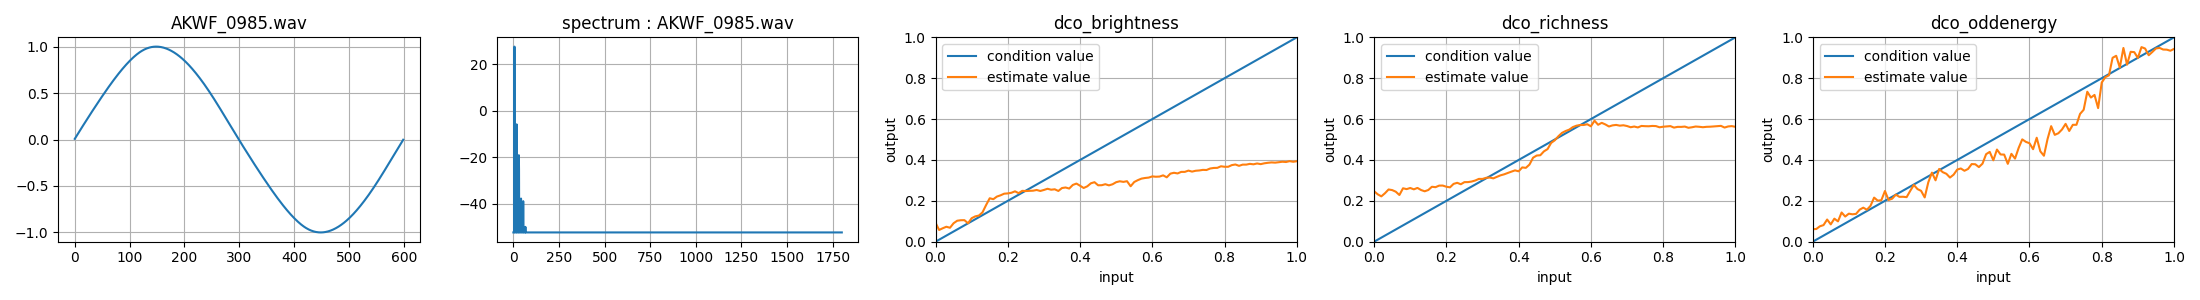 AKWF_0985.wav
1.0
0.5
0.0
−0.5
−1.0
0 100 200 300 400 500 600
spectrum : AKWF_0985.wav
20
0
−20
−40
0 250 500 750 1000 1250 1500 1750
dco_brightness
condition value
estimate value
output
1.0
0.8
0.6
0.4
0.2
0.0
0.0 0.2 0.4 0.6 0.8 1.0
input
dco_richness
condition value
estimate value
output
1.0
0.8
0.6
0.4
0.2
0.0
0.0 0.2 0.4 0.6 0.8 1.0
input
dco_oddenergy
condition value
estimate value
output
1.0
0.8
0.6
0.4
0.2
0.0
0.0 0.2 0.4 0.6 0.8 1.0
input